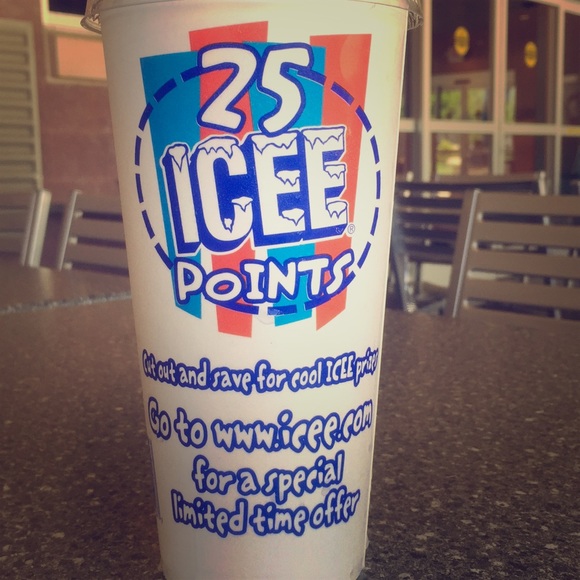 25
ICEE®
POINTS
Cut out and save for cool ICEE prizes
Go to www.icee.com
for a special
limited time offer